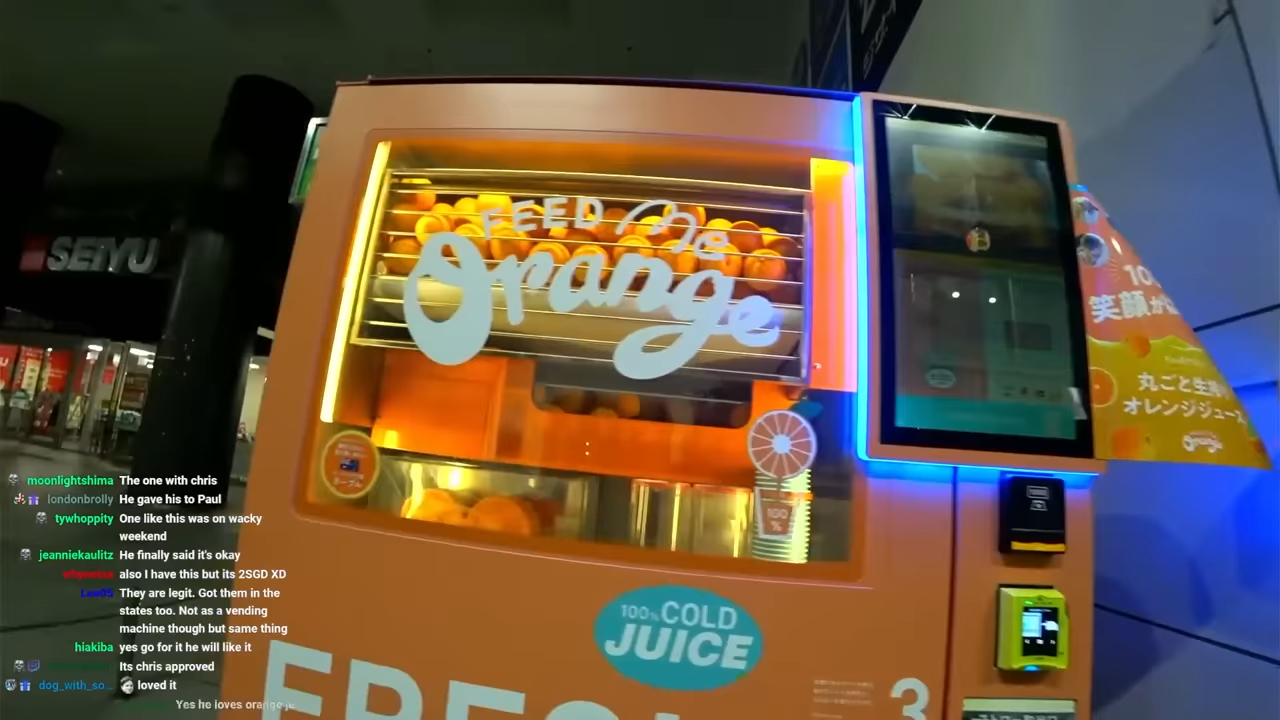 SEIYU
FEED me
Orange
100
笑顔が
丸ごと生搾り
オレンジジュース
Orange
100
%
100% COLD
JUICE
FRESH
3
moonlightshima The one with chris
londonbrolly He gave his to Paul
tywhoppity One like this was on wacky
weekend
jeanniekaulitz He finally said it's okay
also I have this but its 2SGD XD
They are legit. Got them in the
states too. Not as a vending
machine though but same thing
hiakiba yes go for it he will like it
Its chris approved
dog_with_so... loved it
Yes he loves orange